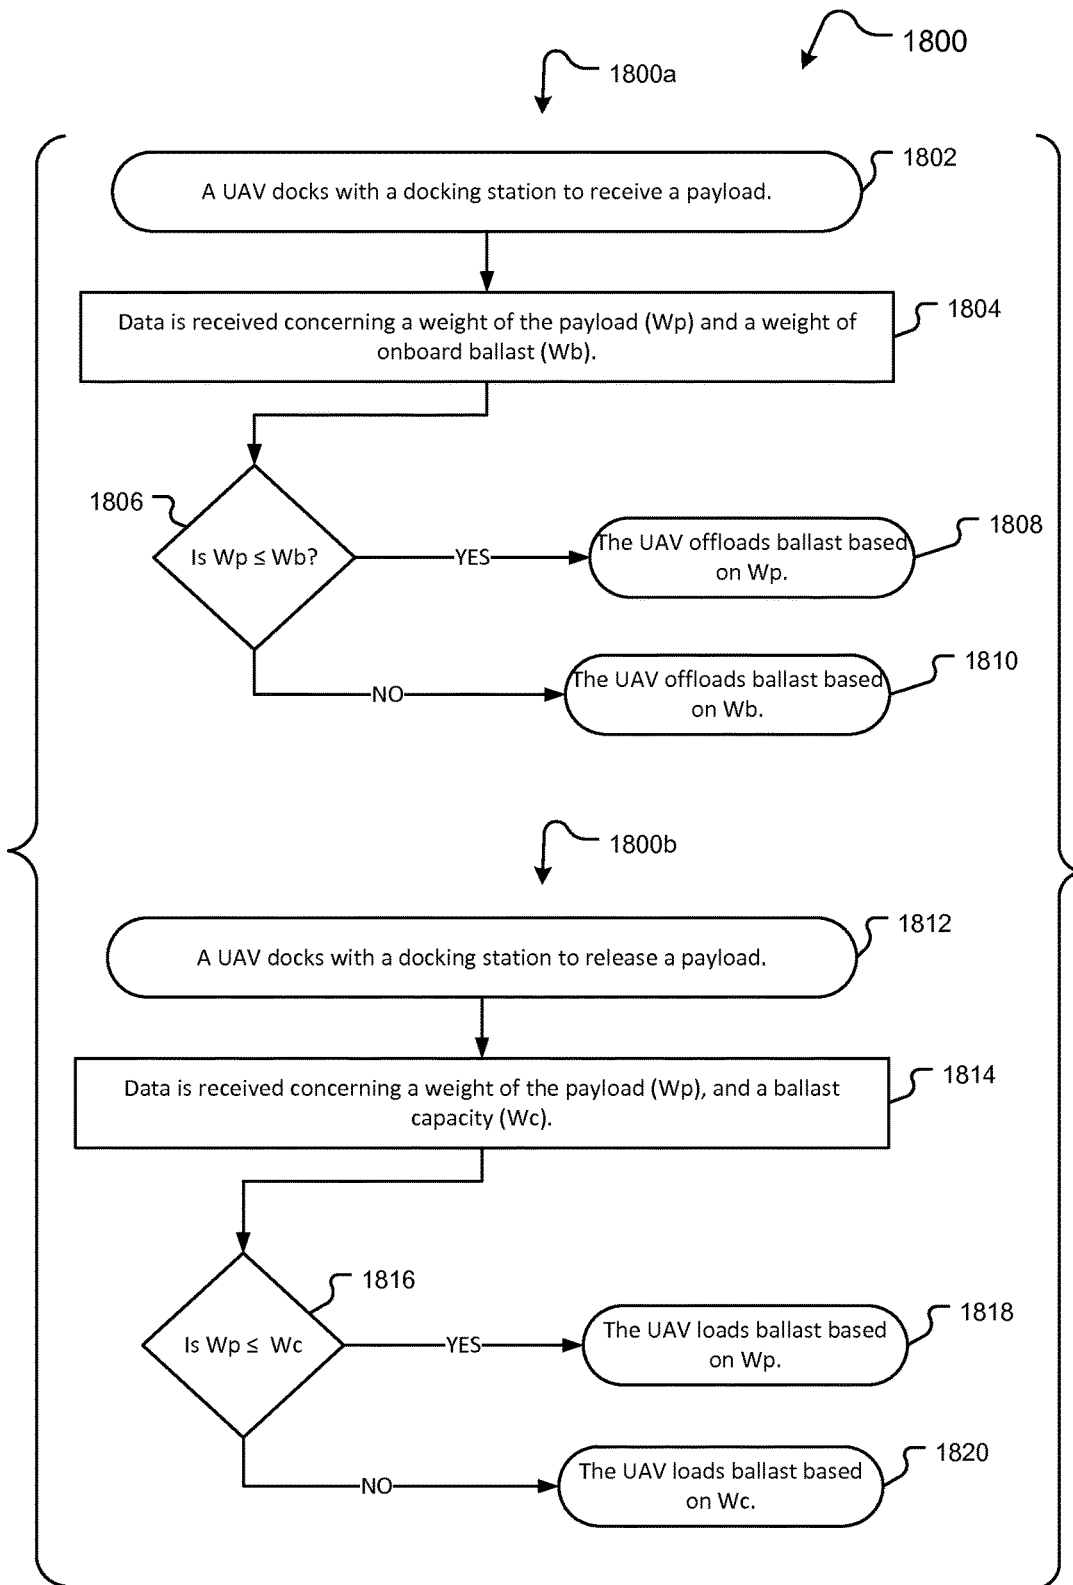 1800
1800a
1802
A UAV docks with a docking station to receive a payload.
1804
Data is received concerning a weight of the payload (Wp) and a weight of
onboard ballast (Wb).
1806
Is Wp ≤ Wb?
YES
1808
The UAV offloads ballast based
on Wp.
1810
NO
The UAV offloads ballast based
on Wb.
1800b
1812
A UAV docks with a docking station to release a payload.
1814
Data is received concerning a weight of the payload (Wp), and a ballast
capacity (Wc).
1816
Is Wp ≤ Wc
YES
1818
The UAV loads ballast based
on Wp.
1820
NO
The UAV loads ballast based
on Wc.